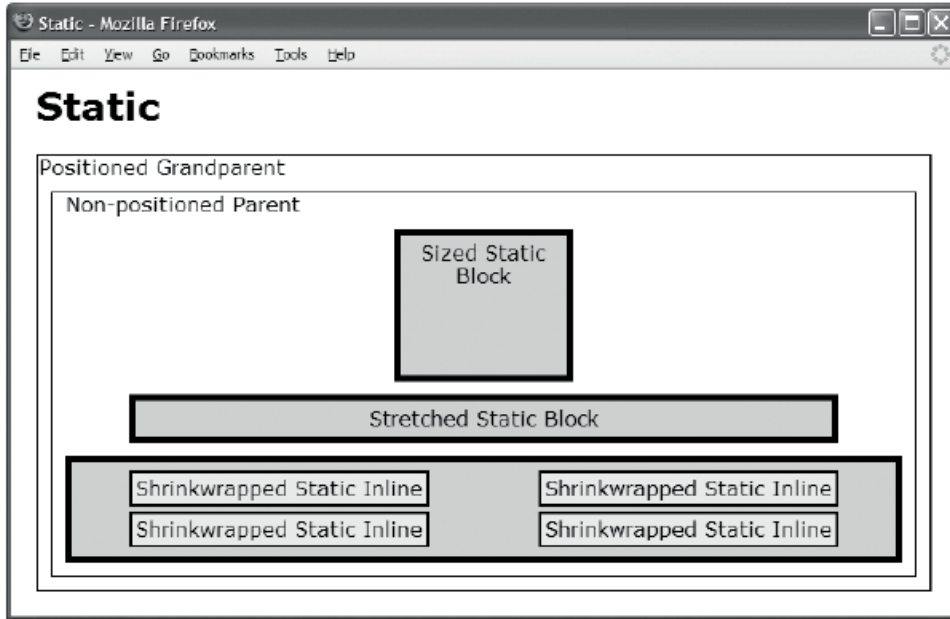 Static - Mozilla Firefox
File Edit View Go Bookmarks Tools Help
Static
Positioned Grandparent
Non-positioned Parent
Sized Static
Block
Stretched Static Block
Shrinkwrapped Static Inline Shrinkwrapped Static Inline
Shrinkwrapped Static Inline Shrinkwrapped Static Inline